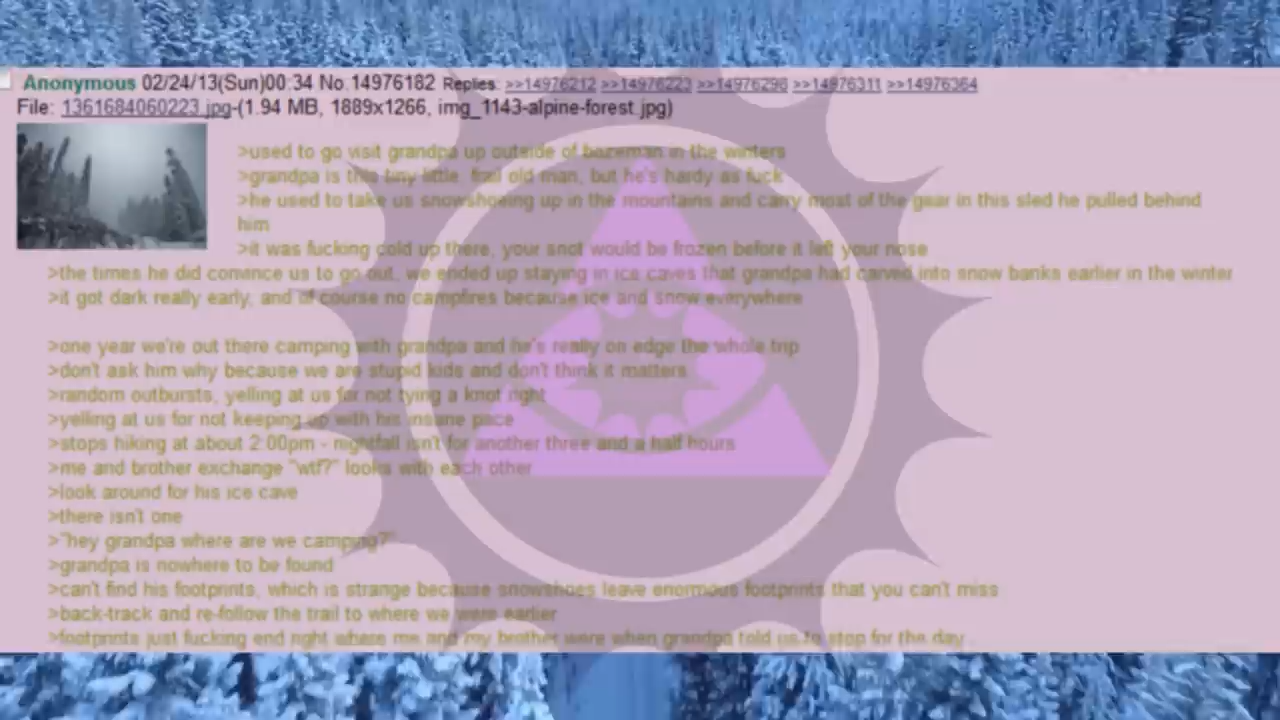 Anonymous 02/24/13(Sun)00:34 No.14976182 Replies: >>14976212 >>14976223 >>14976296 >>14976311 >>14976364
File: 1361684060223.jpg-(1.94 MB, 1889x1266, img_1143-alpine-forest.jpg)
>used to go visit grandpa up outside of bozeman in the winters
>grandpa is this tiny little, frail old man, but he's hardy as fuck
>he used to take us snowshoeing up in the mountains and carry most of the gear in this sled he pulled behind
him
>it was fucking cold up there, your snot would be frozen before it left your nose
>the times he did convince us to go out, we ended up staying in ice caves that grandpa had carved into snow banks earlier in the winter
>it got dark really early, and of course no campfires because ice and snow everywhere
>one year we're out there camping with grandpa and he's really on edge the whole trip
>don't ask him why because we are stupid kids and don't think it matters
>random outbursts, yelling at us for not tying a knot right
>yelling at us for not keeping up with his insane pace
>stops hiking at about 2:00pm - nightfall isn't for another three and a half hours
>me and brother exchange "wtf?" looks with each other
>look around for his ice cave
>there isn't one
>"hey grandpa where are we camping?"
>grandpa is nowhere to be found
>can't find his footprints, which is strange because snowshoes leave enormous footprints that you can't miss
>back-track and re-follow the trail to where we were earlier
>footprints just fucking end right where me and my brother were when grandpa told us to stop for the day